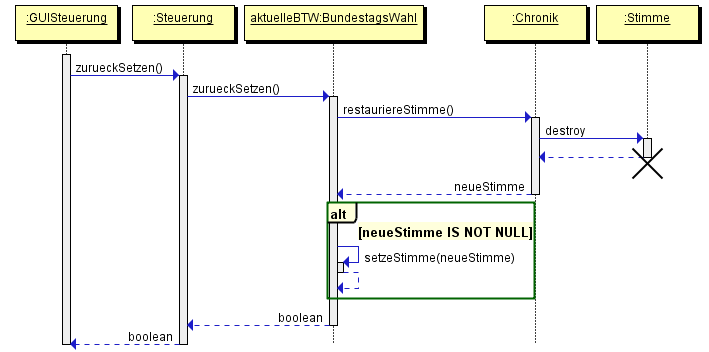 :GUISteuerung
:Steuerung
aktuelleBTW:BundestagsWahl
:Chronik
:Stimme
zurueckSetzen()
zurueckSetzen()
restauriereStimme()
destroy
neueStimme
alt
[neueStimme IS NOT NULL]
setzeStimme(neueStimme)
boolean
boolean